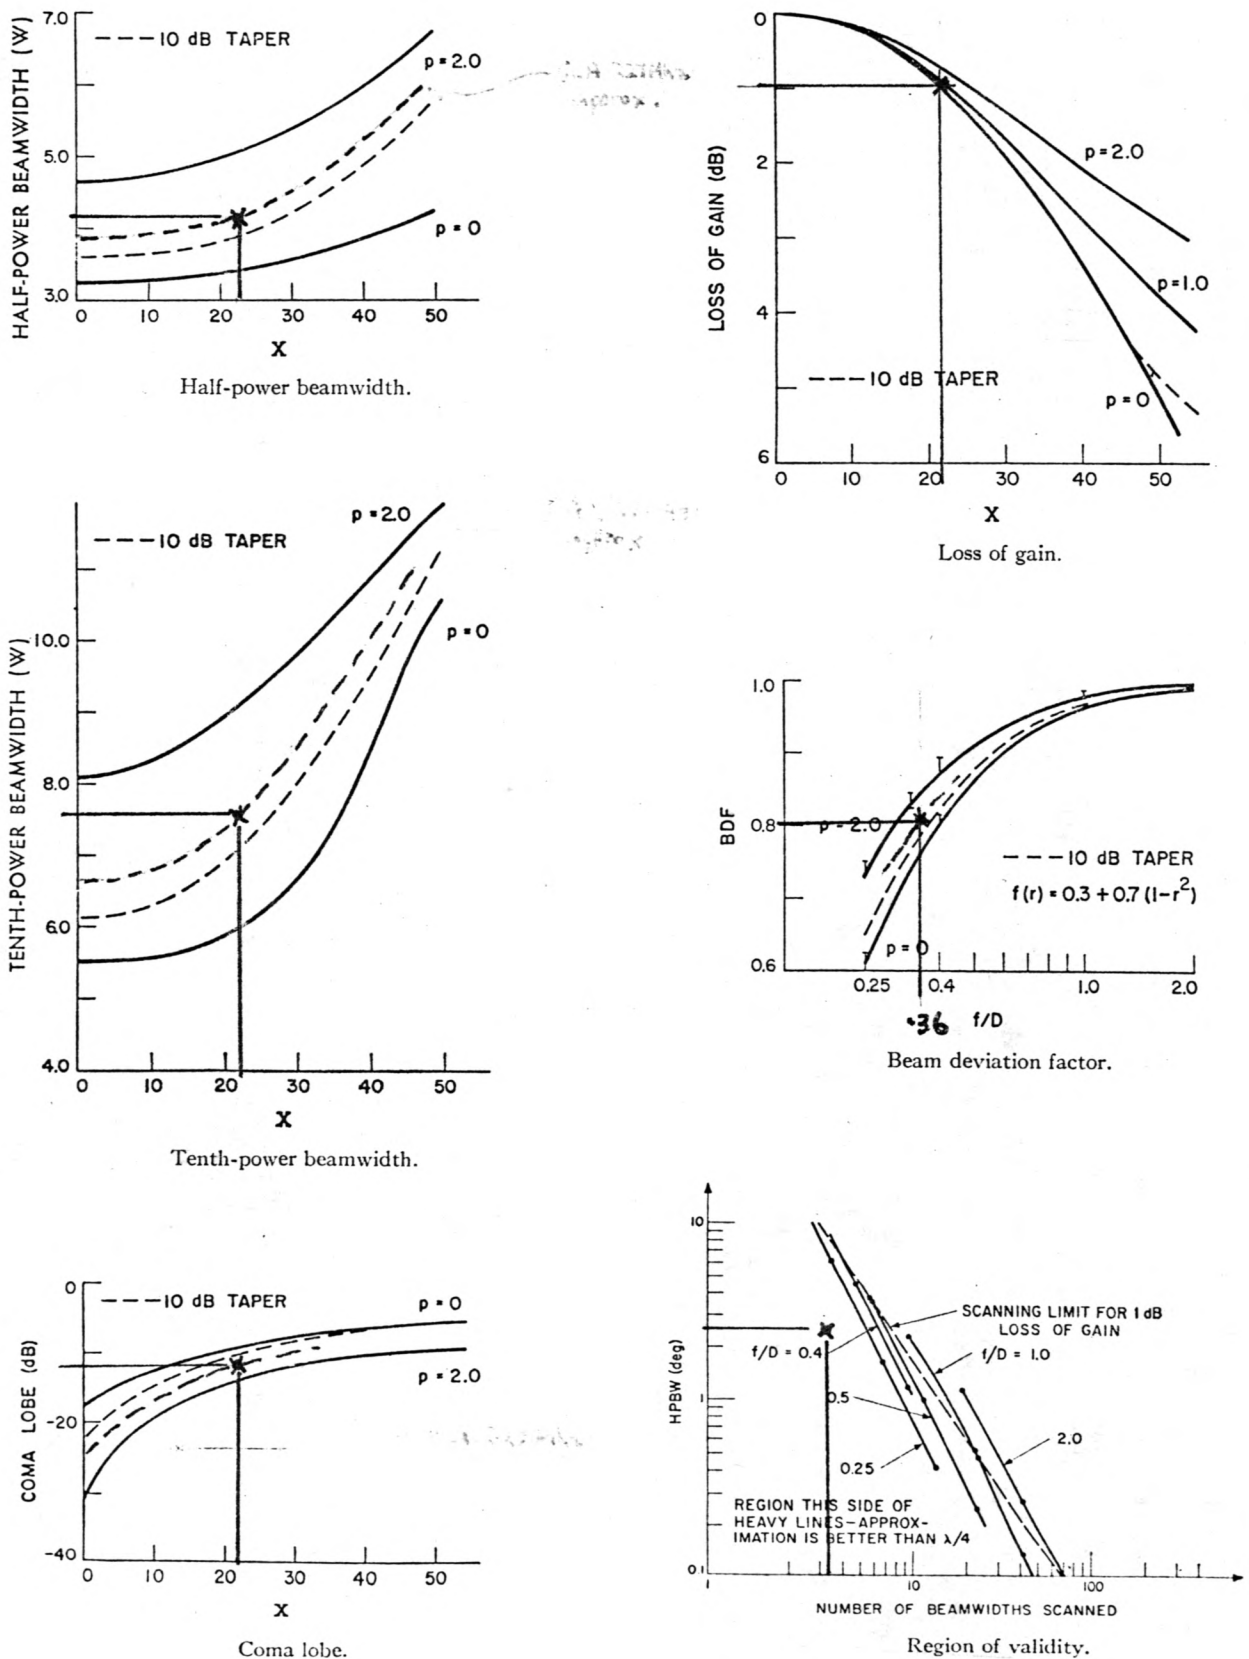 HALF-POWER BEAMWIDTH (W)
7.0
5.0
3.0
---10 dB TAPER
p=2.0
p=0
0 10 20 30 40 50
X
Half-power beamwidth.
LOSS OF GAIN (dB)
0
2
4
6
p=2.0
p=1.0
---10 dB TAPER
p=0
0 10 20 30 40 50
X
Loss of gain.
TENTH-POWER BEAMWIDTH (W)
10.0
8.0
6.0
4.0
p=2.0
---10 dB TAPER
p=0
0 10 20 30 40 50
X
Tenth-power beamwidth.
BDF
1.0
0.8
0.6
p-2.0
---10 dB TAPER
f(r)=0.3+0.7(1-r²)
p=0
0.25 0.4 1.0 2.0
.36 f/D
Beam deviation factor.
COMA LOBE (dB)
0
-20
-40
---10 dB TAPER
p=0
p=2.0
0 10 20 30 40 50
X
Coma lobe.
HPBW (deg)
10
1
0.1
SCANNING LIMIT FOR 1 dB
LOSS OF GAIN
f/D = 0.4
f/D = 1.0
0.5
2.0
0.25
REGION THIS SIDE OF
HEAVY LINES-APPROX-
IMATION IS BETTER THAN λ/4
1 10 100
NUMBER OF BEAMWIDTHS SCANNED
Region of validity.